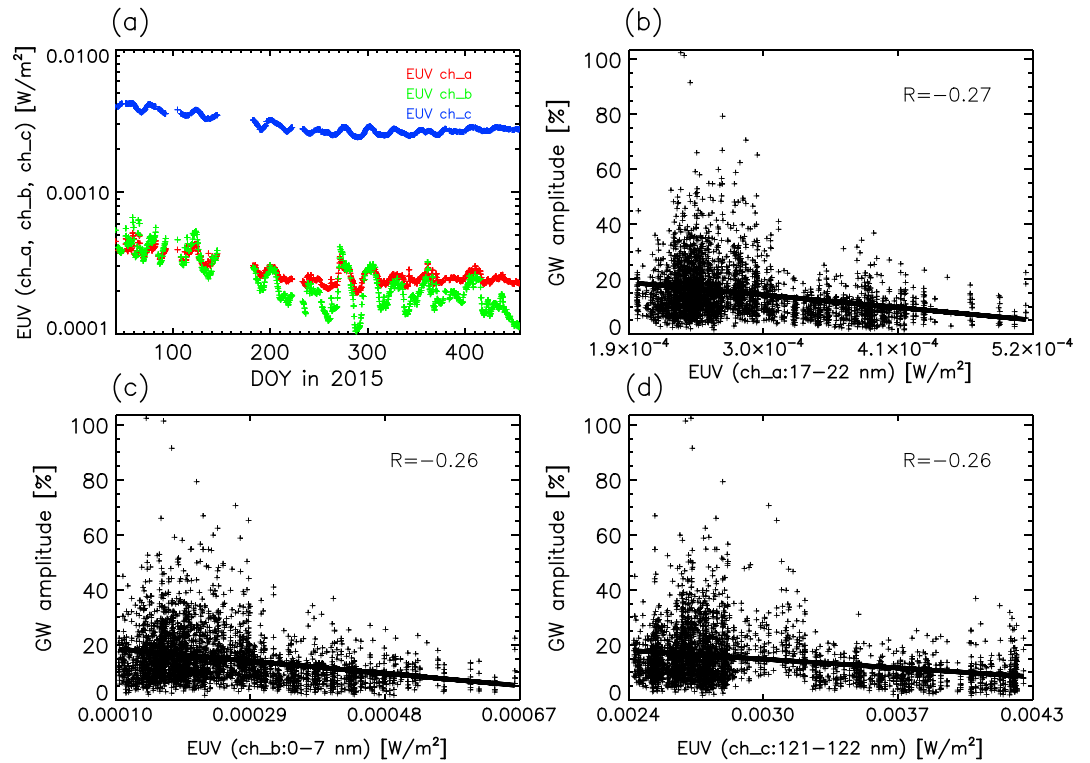 (a)
EUV (ch_a, ch_b, ch_c) [W/m²]
0.0100
0.0010
0.0001
EUV ch_a
EUV ch_b
EUV ch_c
100
200
300
400
DOY in 2015
(b)
GW amplitude [%]
100
80
60
40
20
0
R=−0.27
1.9×10⁻⁴
3.0×10⁻⁴
4.1×10⁻⁴
5.2×10⁻⁴
EUV (ch_a:17−22 nm) [W/m²]
(c)
GW amplitude [%]
100
80
60
40
20
0
R=−0.26
0.00010
0.00029
0.00048
0.00067
EUV (ch_b:0−7 nm) [W/m²]
(d)
GW amplitude [%]
100
80
60
40
20
0
R=−0.26
0.0024
0.0030
0.0037
0.0043
EUV (ch_c:121−122 nm) [W/m²]